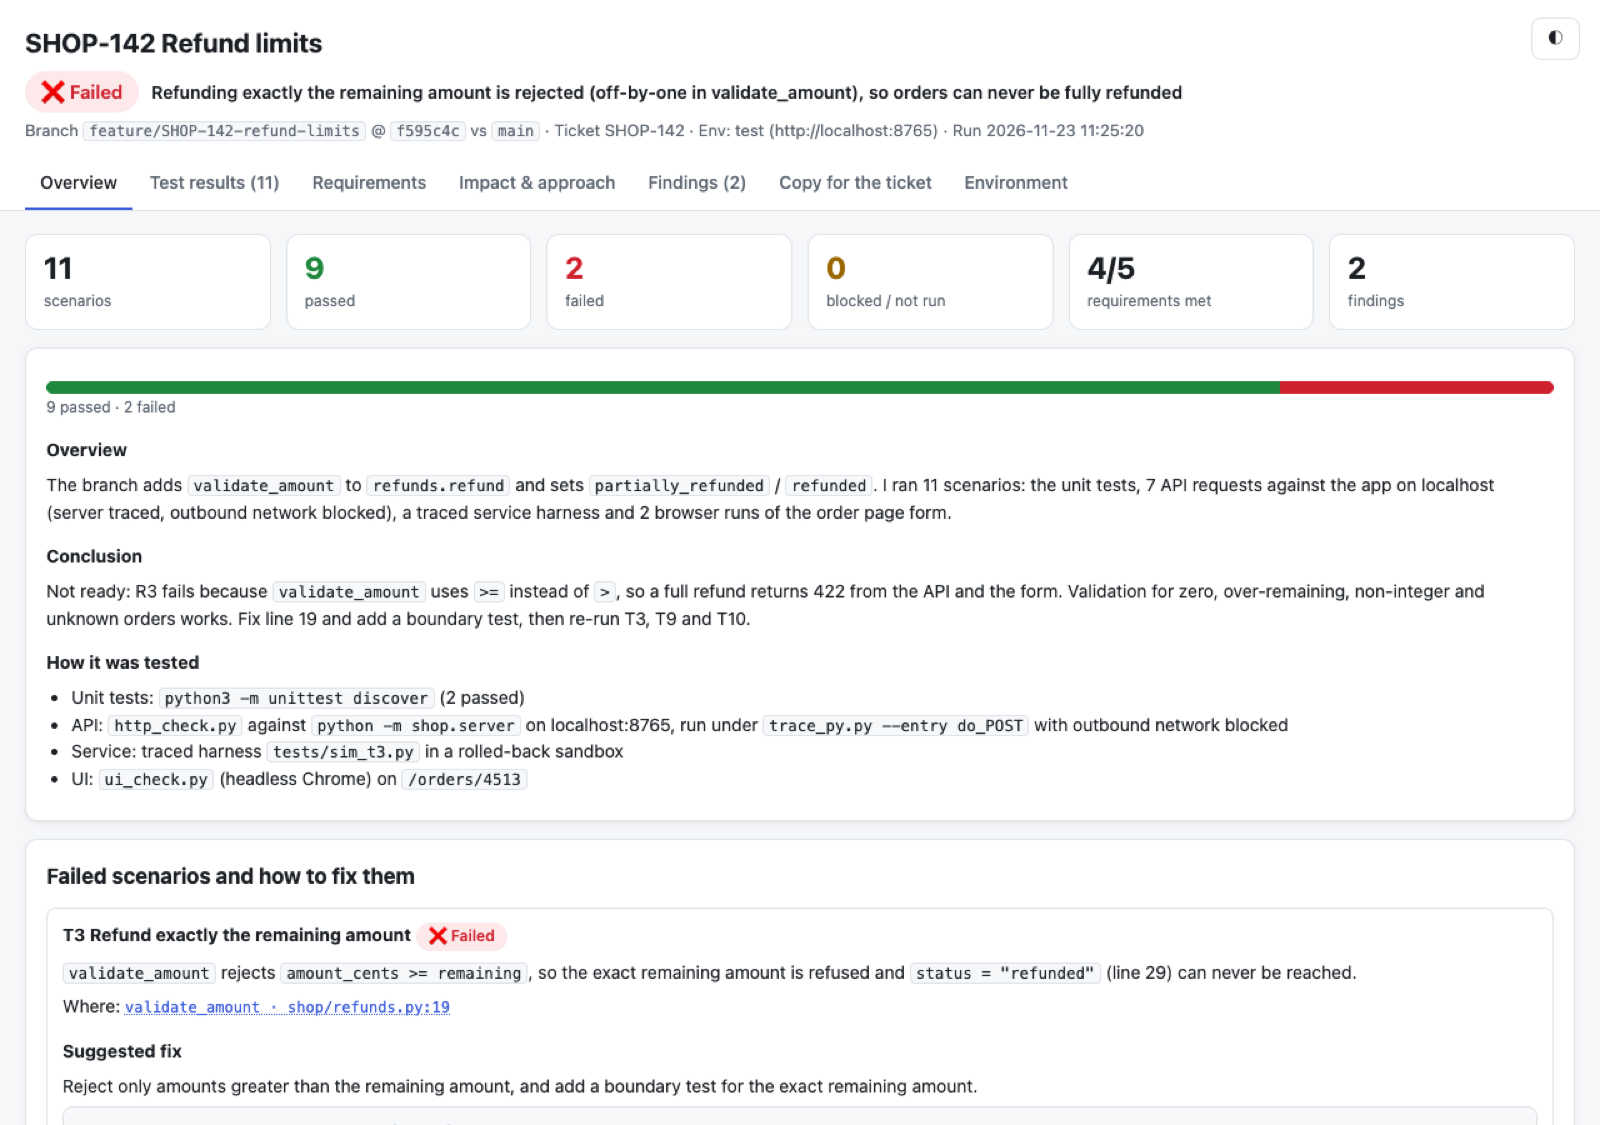 SHOP-142 Refund limits
❌ Failed Refunding exactly the remaining amount is rejected (off-by-one in validate_amount), so orders can never be fully refunded
Branch feature/SHOP-142-refund-limits @ f595c4c vs main · Ticket SHOP-142 · Env: test (http://localhost:8765) · Run 2026-11-23 11:25:20
Overview Test results (11) Requirements Impact & approach Findings (2) Copy for the ticket Environment
11 9 2 0 4/5 2
scenarios passed failed blocked / not run requirements met findings
9 passed · 2 failed
Overview
The branch adds validate_amount to refunds.refund and sets partially_refunded / refunded. I ran 11 scenarios: the unit tests, 7 API requests against the app on localhost
(server traced, outbound network blocked), a traced service harness and 2 browser runs of the order page form.
Conclusion
Not ready: R3 fails because validate_amount uses >= instead of >, so a full refund returns 422 from the API and the form. Validation for zero, over-remaining, non-integer and
unknown orders works. Fix line 19 and add a boundary test, then re-run T3, T9 and T10.
How it was tested
• Unit tests: python3 -m unittest discover (2 passed)
• API: http_check.py against python -m shop.server on localhost:8765, run under trace_py.py --entry do_POST with outbound network blocked
• Service: traced harness tests/sim_t3.py in a rolled-back sandbox
• UI: ui_check.py (headless Chrome) on /orders/4513
Failed scenarios and how to fix them
T3 Refund exactly the remaining amount ❌ Failed
validate_amount rejects amount_cents >= remaining, so the exact remaining amount is refused and status = "refunded" (line 29) can never be reached.
Where: validate_amount · shop/refunds.py:19
Suggested fix
Reject only amounts greater than the remaining amount, and add a boundary test for the exact remaining amount.